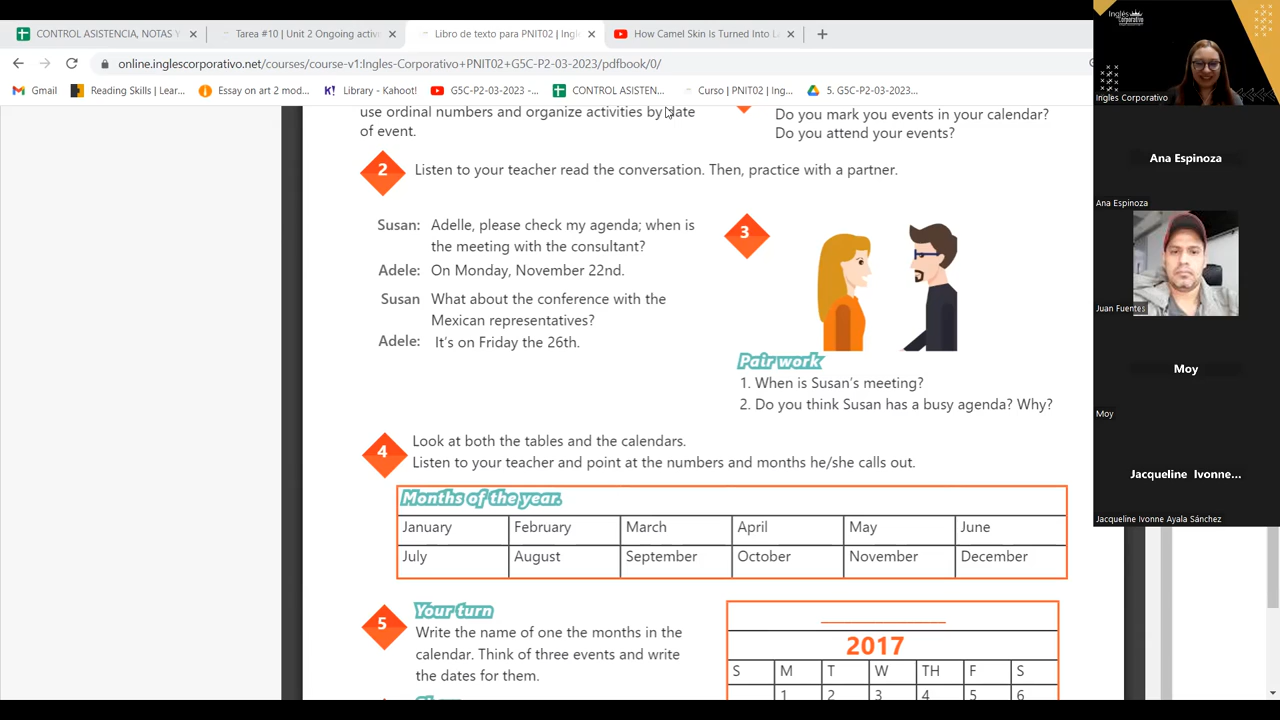 CONTROL ASISTENCIA, NOTAS Y
Tarea #10 | Unit 2 Ongoing activ
Libro de texto para PNIT02 | Ingl
How Camel Skin Is Turned Into L
online.inglescorporativo.net/courses/course-v1:Ingles-Corporativo+PNIT02+G5C-P2-03-2023/pdfbook/0/
Gmail
Reading Skills | Lear...
Essay on art 2 mo...
Library - Kahoot!
G5C-P2-03-2023 -...
CONTROL ASISTEN...
Curso | PNIT02 | Ing...
5. G5C-P2-03-2023...
use ordinal numbers and organize activities by date
of event.
Do you mark you events in your calendar?
Do you attend your events?
2
Listen to your teacher read the conversation. Then, practice with a partner.
Susan: Adelle, please check my agenda; when is
the meeting with the consultant?
Adele: On Monday, November 22nd.
Susan What about the conference with the
Mexican representatives?
Adele: It's on Friday the 26th.
3
Pair work
1. When is Susan's meeting?
2. Do you think Susan has a busy agenda? Why?
4
Look at both the tables and the calendars.
Listen to your teacher and point at the numbers and months he/she calls out.
Months of the year.
January February March April May June
July August September October November December
5
Your turn
Write the name of one the months in the
calendar. Think of three events and write
the dates for them.
2017
S M T W TH F S
1 2 3 4 5 6
Inglés
Corporativo
Ingles Corporativo
Ana Espinoza
Ana Espinoza
Juan Fuentes
Moy
Moy
Jacqueline Ivonne...
Jacqueline Ivonne Ayala Sánchez